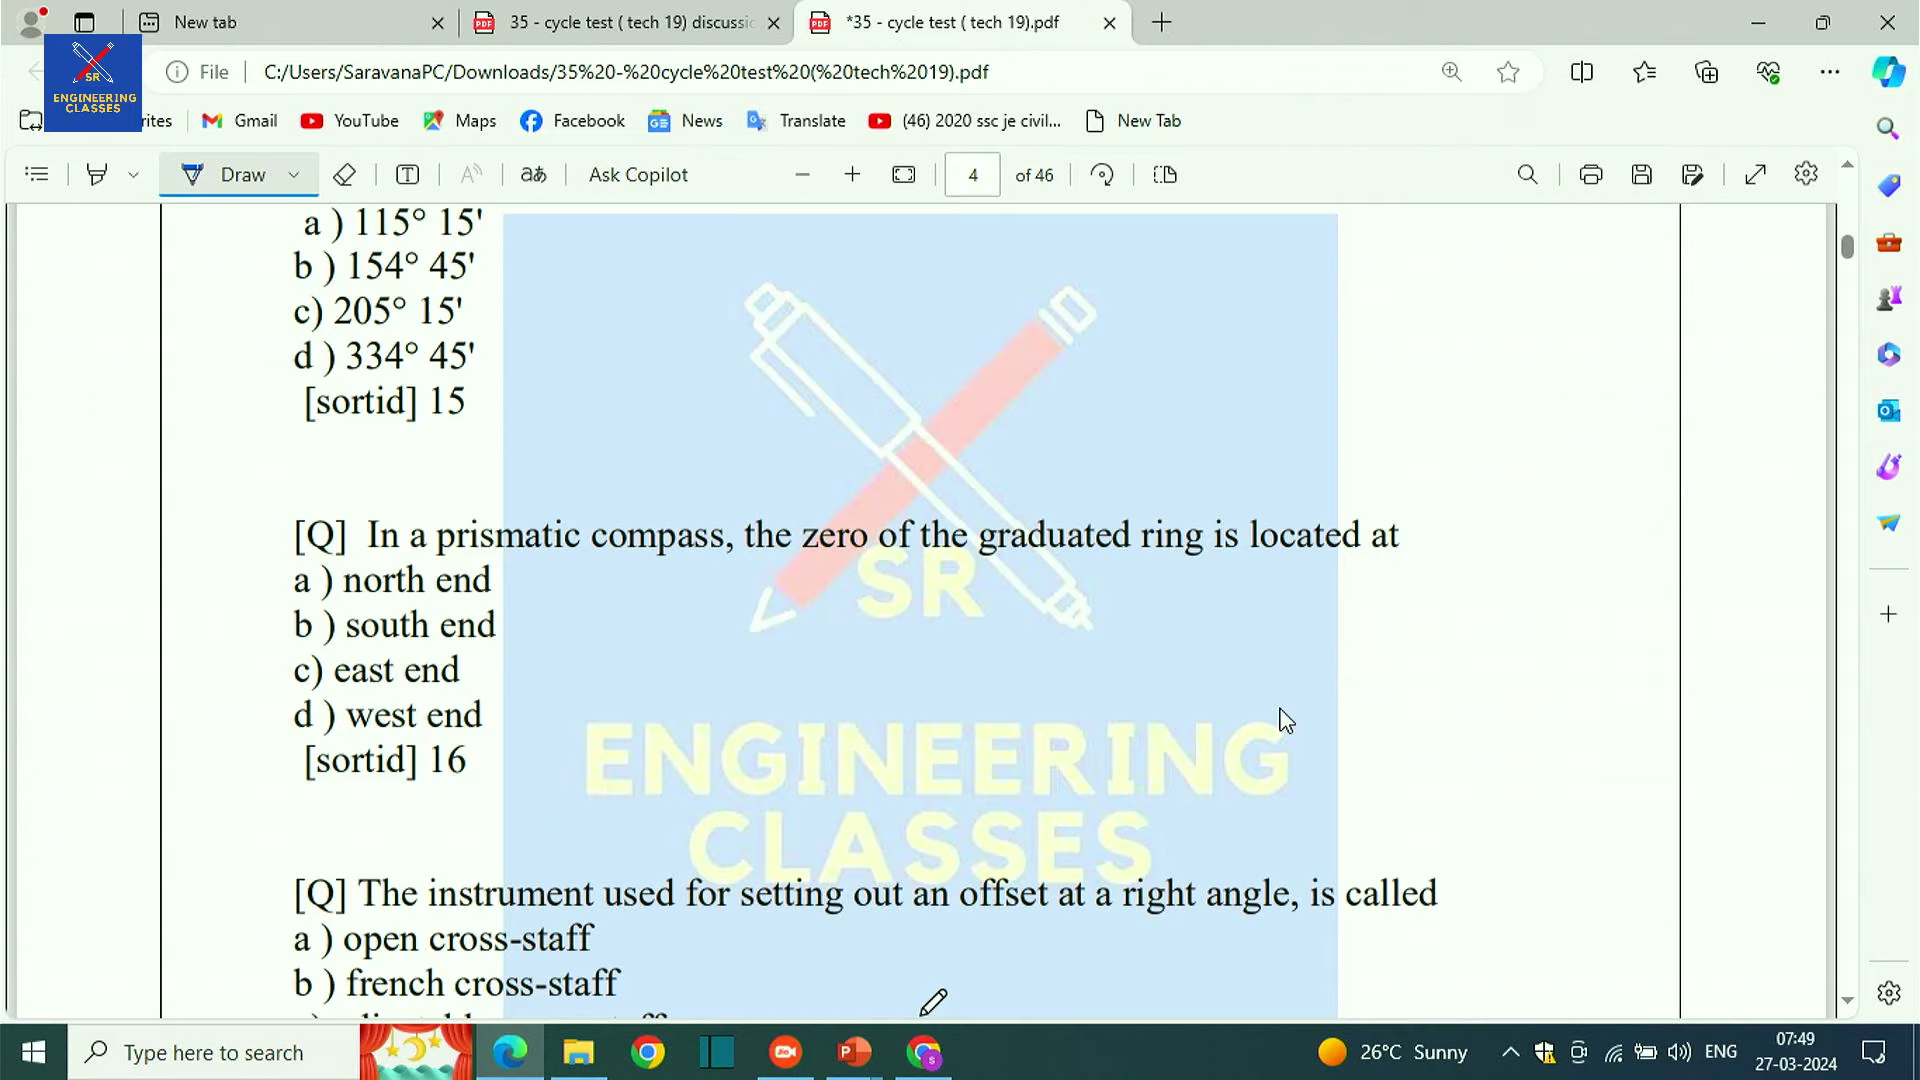 New tab
35 - cycle test ( tech 19) discussic
*35 - cycle test ( tech 19).pdf
File
C:/Users/SaravanaPC/Downloads/35%20-%20cycle%20test%20(%20tech%2019).pdf
SR
ENGINEERING
CLASSES
rites
Gmail
YouTube
Maps
Facebook
News
Translate
(46) 2020 ssc je civil...
New Tab
Draw
Ask Copilot
4
of 46
a ) 115° 15'
b ) 154° 45'
c) 205° 15'
d ) 334° 45'
[sortid] 15
[Q] In a prismatic compass, the zero of the graduated ring is located at
a ) north end
b ) south end
c) east end
d ) west end
[sortid] 16
SR
ENGINEERING
CLASSES
[Q] The instrument used for setting out an offset at a right angle, is called
a ) open cross-staff
b ) french cross-staff
Type here to search
26°C Sunny
ENG
07:49
27-03-2024